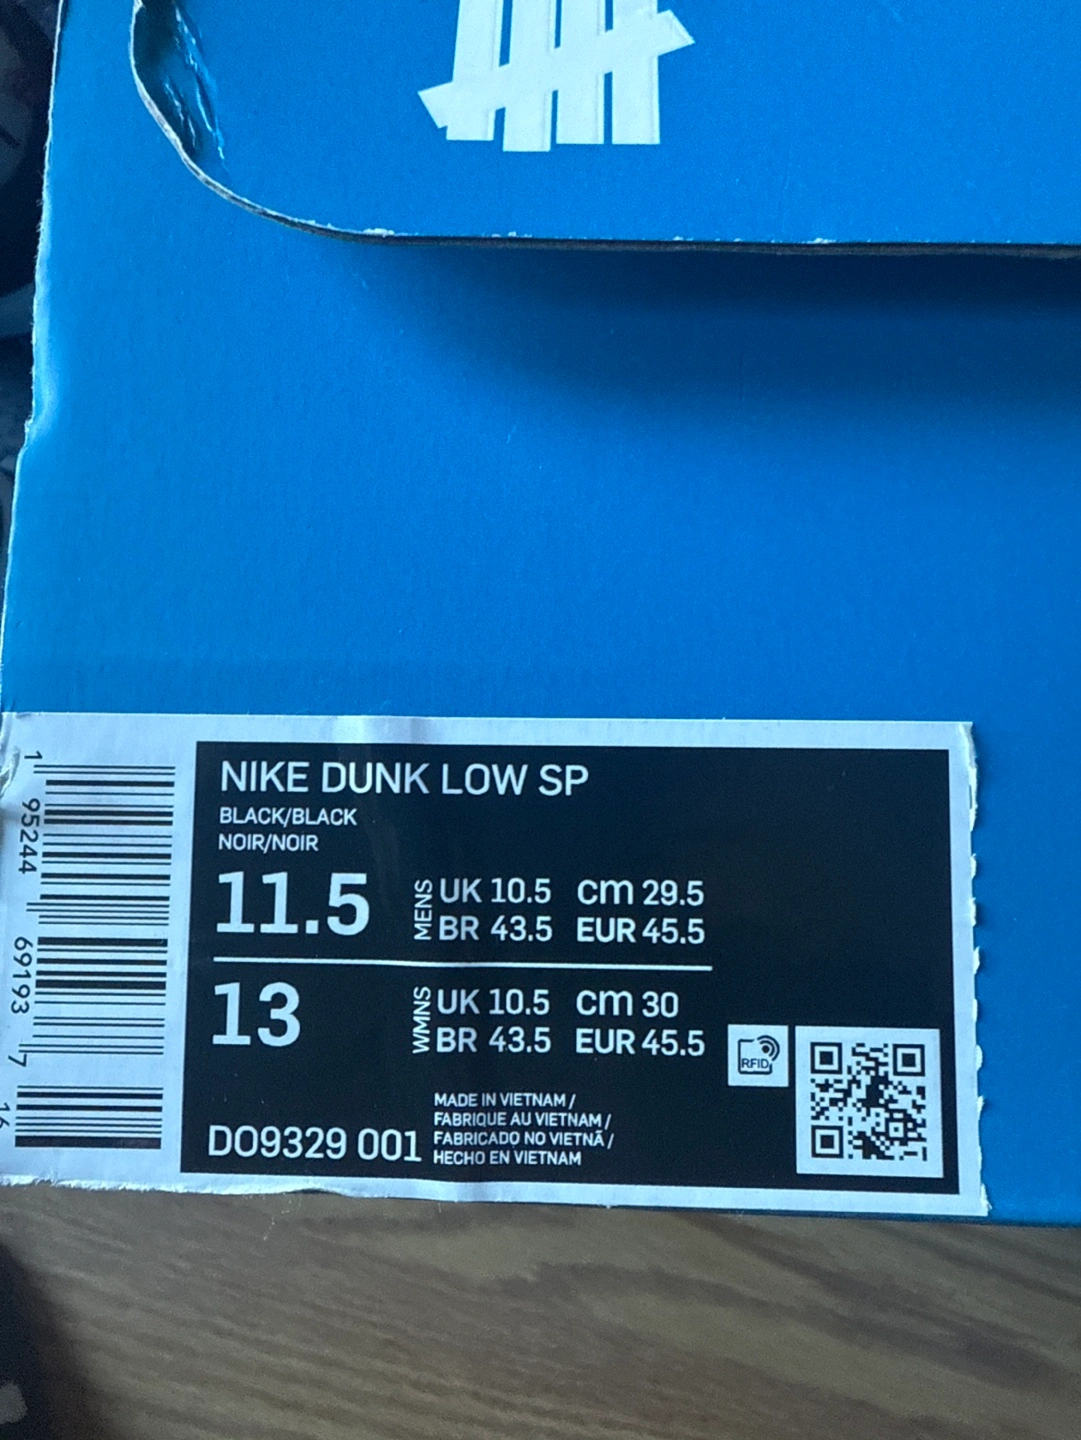 NIKE DUNK LOW SP
BLACK/BLACK
NOIR/NOIR
11.5
MENS
UK 10.5 cm 29.5
BR 43.5 EUR 45.5
13
WMNS
UK 10.5 cm 30
BR 43.5 EUR 45.5
RFID
DO9329 001
MADE IN VIETNAM /
FABRIQUE AU VIETNAM /
FABRICADO NO VIETNÃ /
HECHO EN VIETNAM
1 95244 69193 7
16